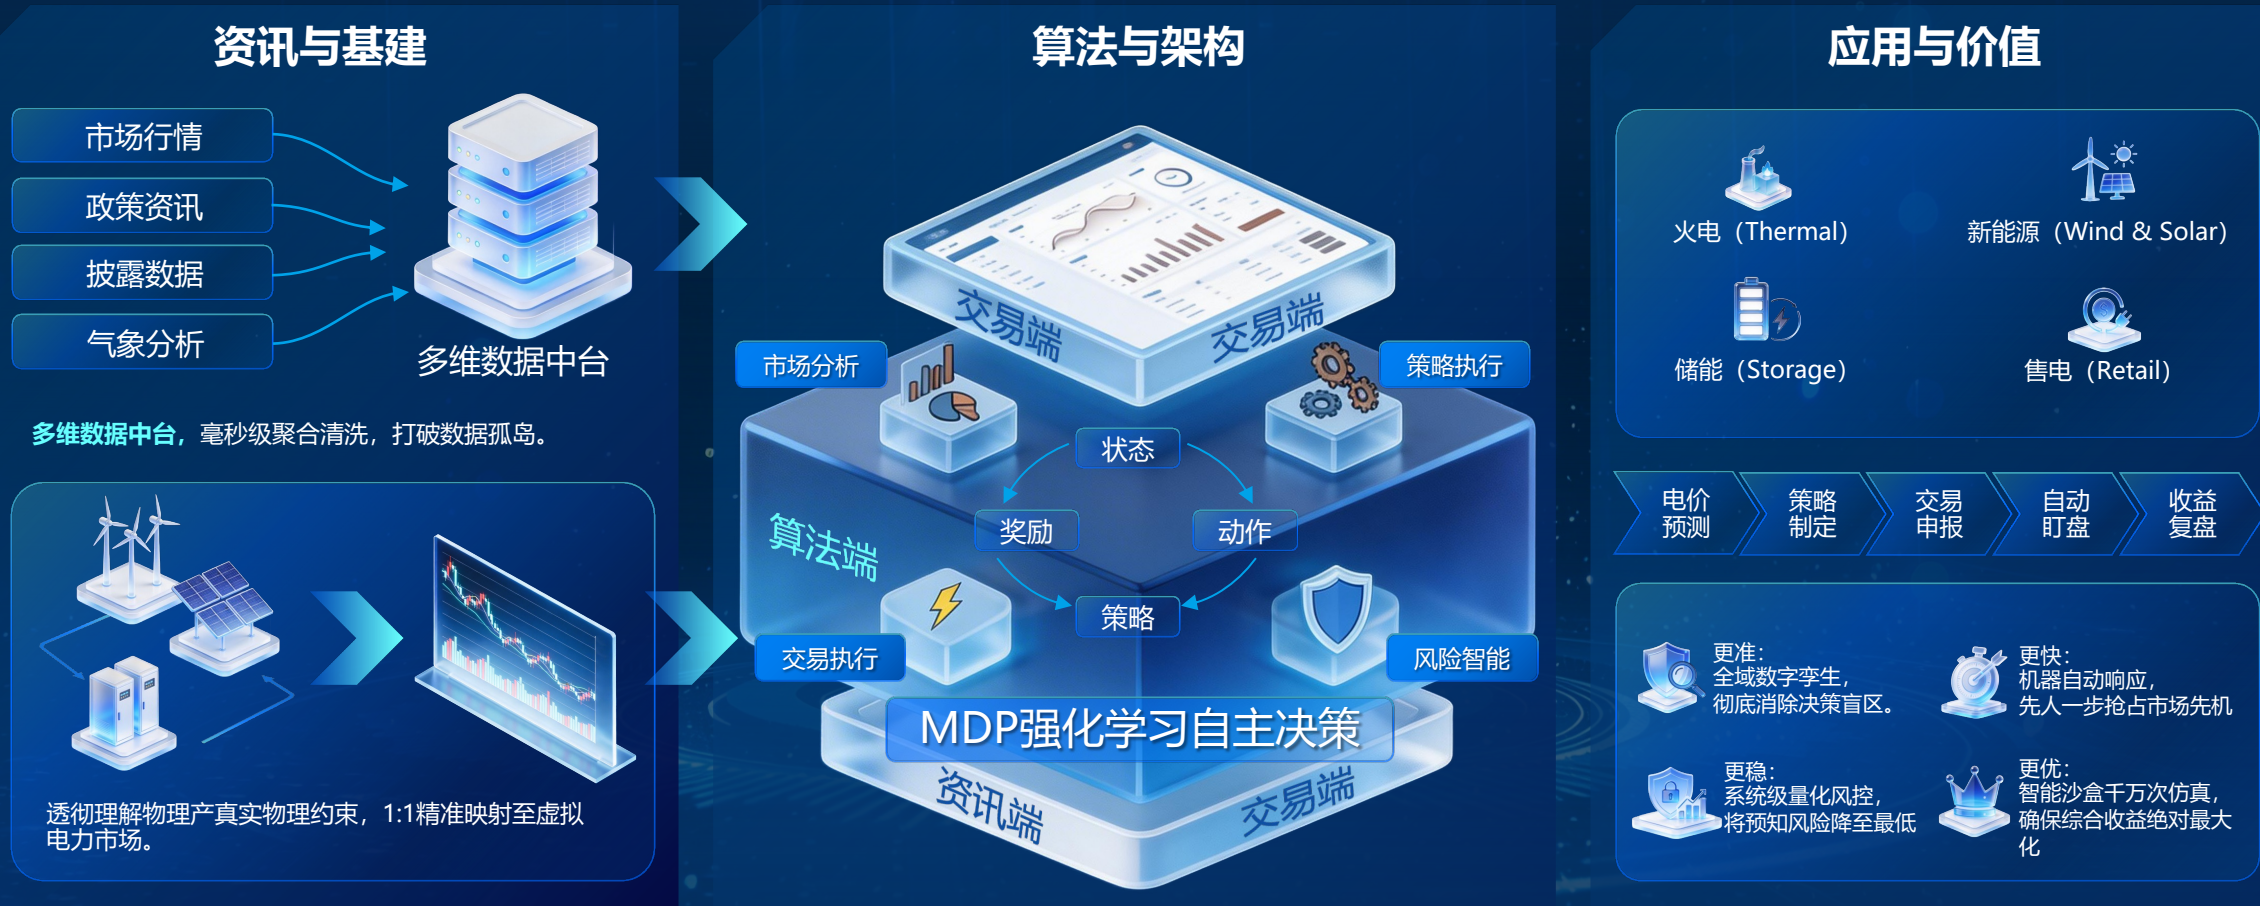 资讯与基建
市场行情
政策资讯
披露数据
气象分析
多维数据中台
多维数据中台，毫秒级聚合清洗，打破数据孤岛。
透彻理解物理产真实物理约束，1:1精准映射至虚拟
电力市场。
算法与架构
交易端
交易端
市场分析
策略执行
状态
奖励
动作
策略
算法端
交易执行
风险智能
MDP强化学习自主决策
资讯端
交易端
应用与价值
火电（Thermal）
新能源（Wind & Solar）
储能（Storage）
售电（Retail）
电价
预测
策略
制定
交易
申报
自动
盯盘
收益
复盘
更准：
全域数字孪生，
彻底消除决策盲区。
更快：
机器自动响应，
先人一步抢占市场先机
更稳：
系统级量化风控，
将预知风险降至最低
更优：
智能沙盒千万次仿真，
确保综合收益绝对最大
化